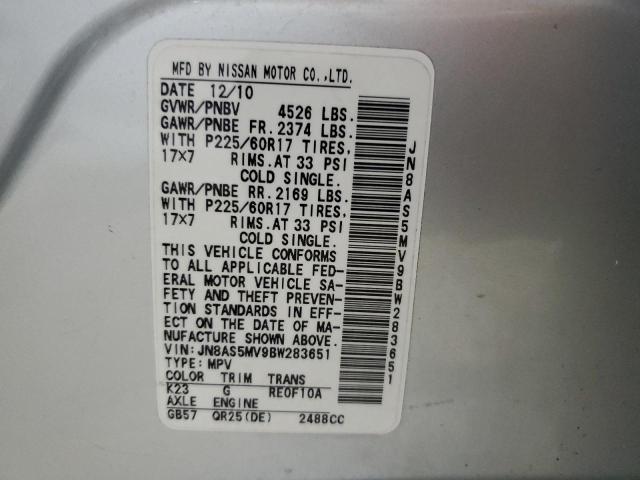 MFD BY NISSAN MOTOR CO.,LTD.
DATE 12/10
GVWR/PNBV 4526 LBS.
GAWR/PNBE FR. 2374 LBS.
WITH P225/60R17 TIRES,
17×7 RIMS.AT 33 PSI
COLD SINGLE.
GAWR/PNBE RR. 2169 LBS.
WITH P225/60R17 TIRES,
17×7 RIMS.AT 33 PSI
COLD SINGLE.
THIS VEHICLE CONFORMS
TO ALL APPLICABLE FED-
ERAL MOTOR VEHICLE SA-
FETY AND THEFT PREVEN-
TION STANDARDS IN EFF-
ECT ON THE DATE OF MA-
NUFACTURE SHOWN ABOVE.
VIN: JN8AS5MV9BW283651
TYPE: MPV
COLOR TRIM TRANS
K23 G RE0F10A
AXLE ENGINE
GB57 QR25(DE) 2488CC
JN8AS5MV9BW283651